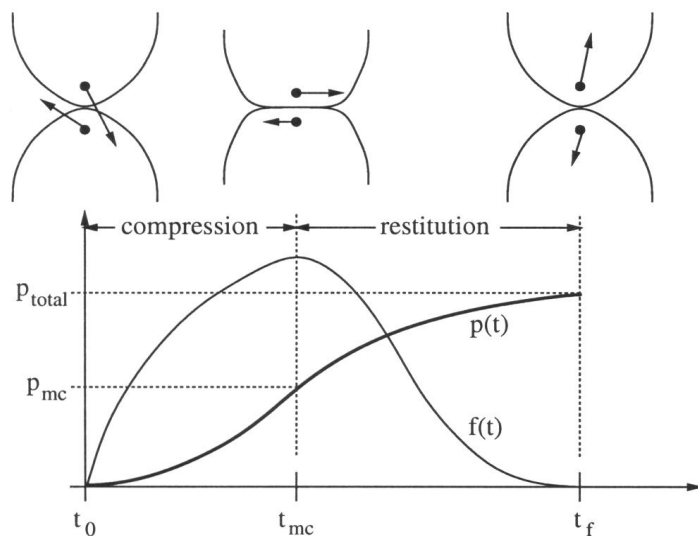 compression
restitution
p_total
p_mc
p(t)
f(t)
t_0
t_mc
t_f